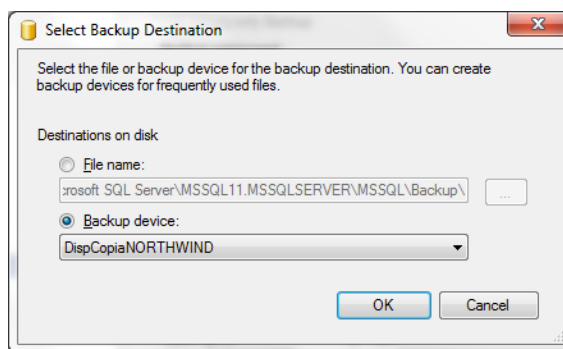 Select Backup Destination
Select the file or backup device for the backup destination. You can create
backup devices for frequently used files.
Destinations on disk
File name:
rosoft SQL Server\MSSQL11.MSSQLSERVER\MSSQL\Backup\
...
Backup device:
DispCopiaNORTHWIND
OK
Cancel